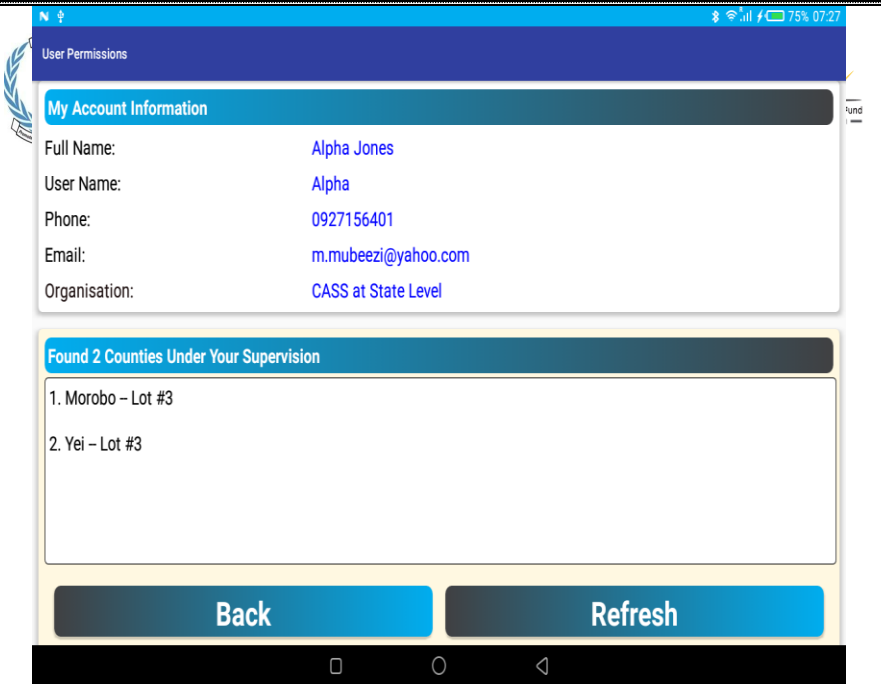 75% 07:27
User Permissions
My Account Information
Full Name: Alpha Jones
User Name: Alpha
Phone: 0927156401
Email: m.mubeezi@yahoo.com
Organisation: CASS at State Level
Found 2 Counties Under Your Supervision
1. Morobo – Lot #3
2. Yei – Lot #3
Back Refresh